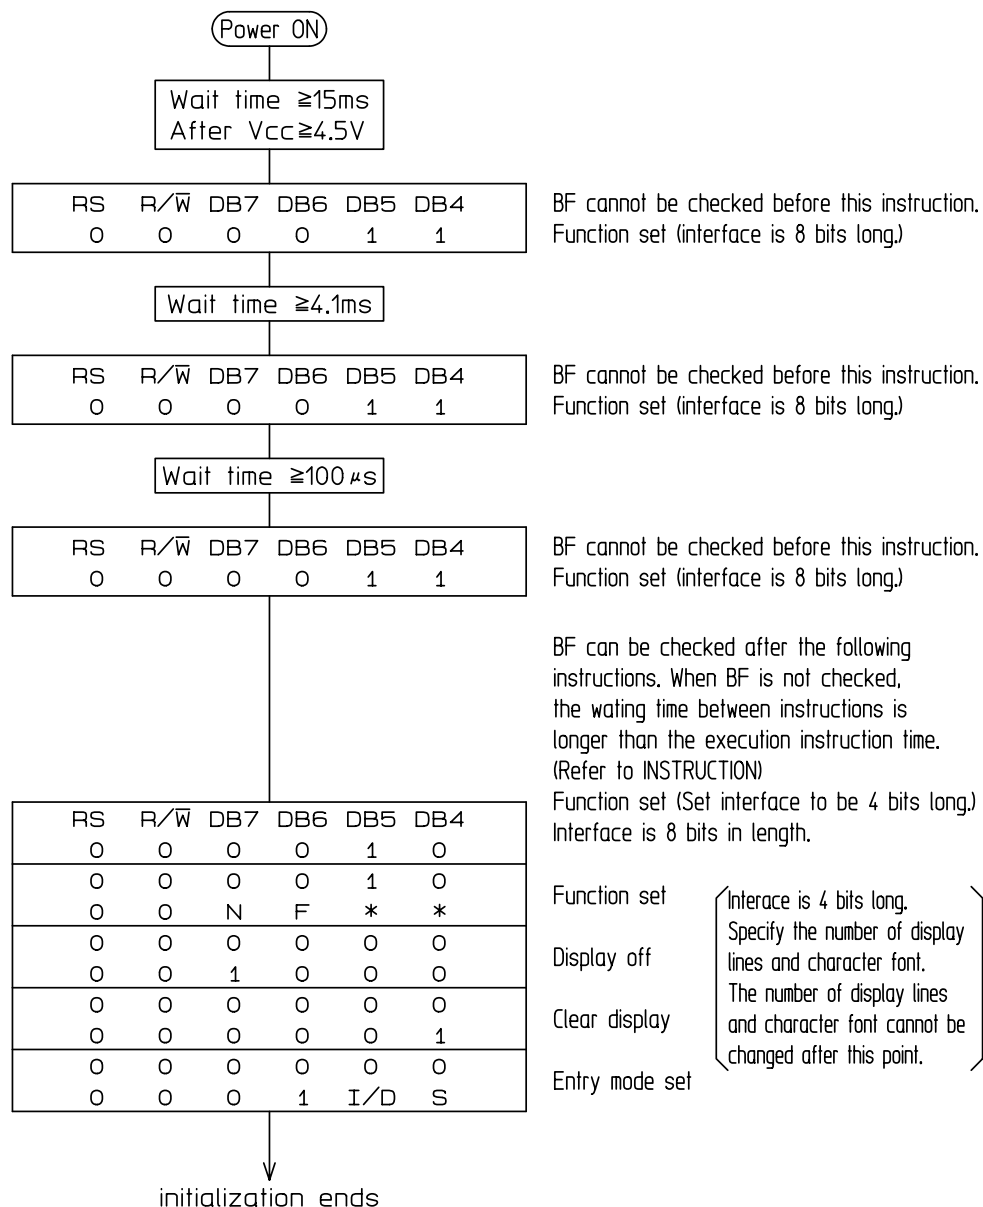 Power ON
Wait time ≧15ms
After Vcc≧4.5V
RS R/W̅ DB7 DB6 DB5 DB4
0 0 0 0 1 1
BF cannot be checked before this instruction.
Function set (interface is 8 bits long.)
Wait time ≧4.1ms
RS R/W̅ DB7 DB6 DB5 DB4
0 0 0 0 1 1
BF cannot be checked before this instruction.
Function set (interface is 8 bits long.)
Wait time ≧100μs
RS R/W̅ DB7 DB6 DB5 DB4
0 0 0 0 1 1
BF cannot be checked before this instruction.
Function set (interface is 8 bits long.)
BF can be checked after the following
instructions. When BF is not checked,
the wating time between instructions is
longer than the execution instruction time.
(Refer to INSTRUCTION)
Function set (Set interface to be 4 bits long.)
Interface is 8 bits in length.
RS R/W̅ DB7 DB6 DB5 DB4
0 0 0 0 1 0
0 0 0 0 1 0
0 0 N F * *
0 0 0 0 0 0
0 0 1 0 0 0
0 0 0 0 0 0
0 0 0 0 0 1
0 0 0 0 0 0
0 0 0 1 I/D S
Function set
Display off
Clear display
Entry mode set
Interace is 4 bits long.
Specify the number of display
lines and character font.
The number of display lines
and character font cannot be
changed after this point.
initialization ends